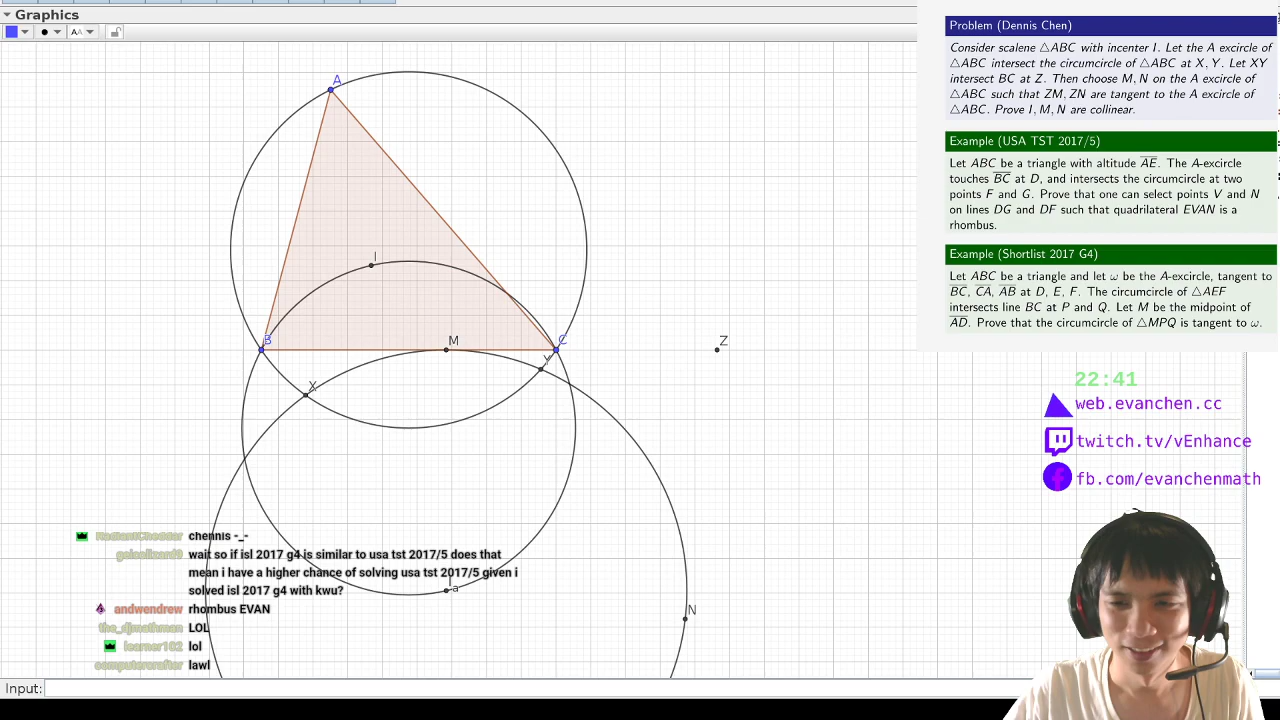 Graphics
AA
Problem (Dennis Chen)
Consider scalene △ABC with incenter I. Let the A excircle of
△ABC intersect the circumcircle of △ABC at X, Y. Let XY
intersect BC at Z. Then choose M, N on the A excircle of
△ABC such that ZM, ZN are tangent to the A excircle of
△ABC. Prove I, M, N are collinear.
Example (USA TST 2017/5)
Let ABC be a triangle with altitude AE. The A-excircle
touches BC at D, and intersects the circumcircle at two
points F and G. Prove that one can select points V and N
on lines DG and DF such that quadrilateral EVAN is a
rhombus.
Example (Shortlist 2017 G4)
Let ABC be a triangle and let ω be the A-excircle, tangent to
BC, CA, AB at D, E, F. The circumcircle of △AEF
intersects line BC at P and Q. Let M be the midpoint of
AD. Prove that the circumcircle of △MPQ is tangent to ω.
A
I
B
M
C
Z
Y
X
a
N
22:41
web.evanchen.cc
twitch.tv/vEnhance
fb.com/evanchenmath
chennis -_-
wait so if isl 2017 g4 is similar to usa tst 2017/5 does that
mean i have a higher chance of solving usa tst 2017/5 given i
solved isl 2017 g4 with kwu?
andwendrew rhombus EVAN
the_djmathman LOL
learner102 lol
lawl
Input: